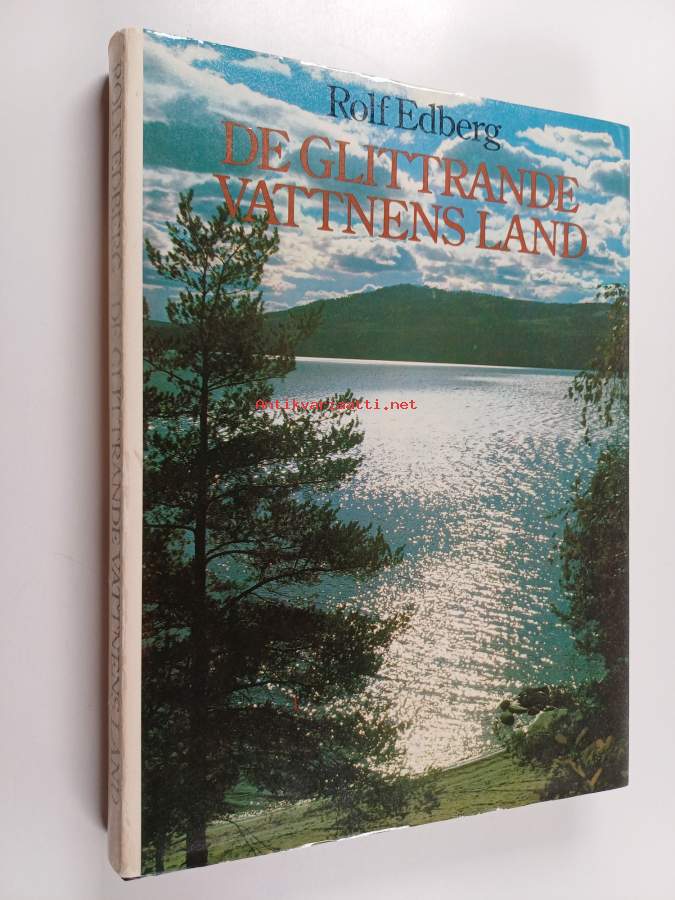 Rolf Edberg
DE GLITTRANDE
VATTNENS LAND
ROLF EDBERG DE GLITTRANDE VATTNENS LAND
Antikvariaatti.net